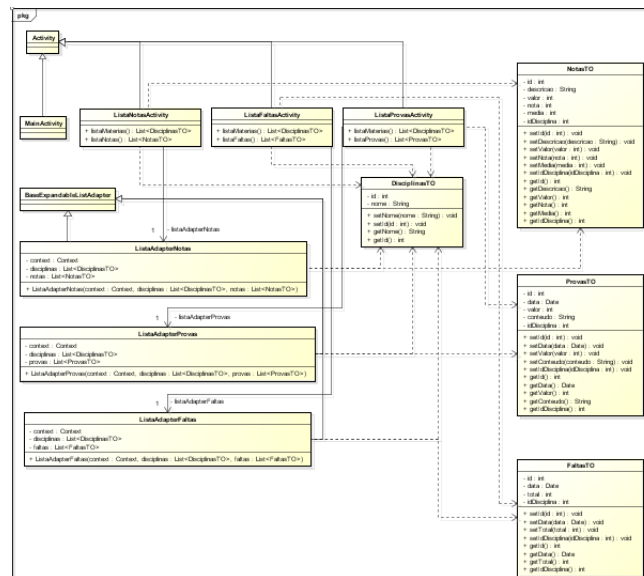 pkg
Activity
MainActivity
ListaNotasActivity
+ listaMaterias() : List<DisciplinasTO>
+ listaNotas() : List<NotasTO>
ListaFaltasActivity
+ listaMaterias() : List<DisciplinasTO>
+ listaFaltas() : List<FaltasTO>
ListaProvasActivity
+ listaMaterias() : List<DisciplinasTO>
+ listaProvas() : List<ProvasTO>
NotasTO
- id : int
- descricao : String
- valor : int
- nota : int
- media : int
- idDisciplina : int
+ setId(id : int) : void
+ setDescricao(descricao : String) : void
+ setValor(valor : int) : void
+ setNota(nota : int) : void
+ setMedia(media : int) : void
+ setIdDisciplina(idDisciplina : int) : void
+ getId() : int
+ getDescricao() : String
+ getValor() : int
+ getNota() : int
+ getMedia() : int
+ getIdDisciplina() : int
DisciplinasTO
- id : int
- nome : String
+ setNome(nome : String) : void
+ setId(id : int) : void
+ getNome() : String
+ getId() : int
BaseExpandableListAdapter
1
- listaAdapterNotas
ListaAdapterNotas
- context : Context
- disciplinas : List<DisciplinasTO>
- notas : List<NotasTO>
+ ListaAdapterNotas(context : Context, disciplinas : List<DisciplinasTO>, notas : List<NotasTO>)
1
- listaAdapterProvas
ListaAdapterProvas
- context : Context
- disciplinas : List<DisciplinasTO>
- provas : List<ProvasTO>
+ ListaAdapterProvas(context : Context, disciplinas : List<DisciplinasTO>, provas : List<ProvasTO>)
ProvasTO
- id : int
- data : Date
- valor : int
- conteudo : String
- idDisciplina : int
+ setId(id : int) : void
+ setData(data : Date) : void
+ setValor(valor : int) : void
+ setConteudo(conteudo : String) : void
+ setIdDisciplina(idDisciplina : int) : void
+ getId() : int
+ getData() : Date
+ getValor() : int
+ getConteudo() : String
+ getIdDisciplina() : int
1
- listaAdapterFaltas
ListaAdapterFaltas
- context : Context
- disciplinas : List<DisciplinasTO>
- faltas : List<FaltasTO>
+ ListaAdapterFaltas(context : Context, disciplinas : List<DisciplinasTO>, faltas : List<FaltasTO>)
FaltasTO
- id : int
- data : Date
- total : int
- idDisciplina : int
+ setId(id : int) : void
+ setData(data : Date) : void
+ setTotal(total : int) : void
+ setIdDisciplina(idDisciplina : int) : void
+ getId() : int
+ getData() : Date
+ getTotal() : int
+ getIdDisciplina() : int